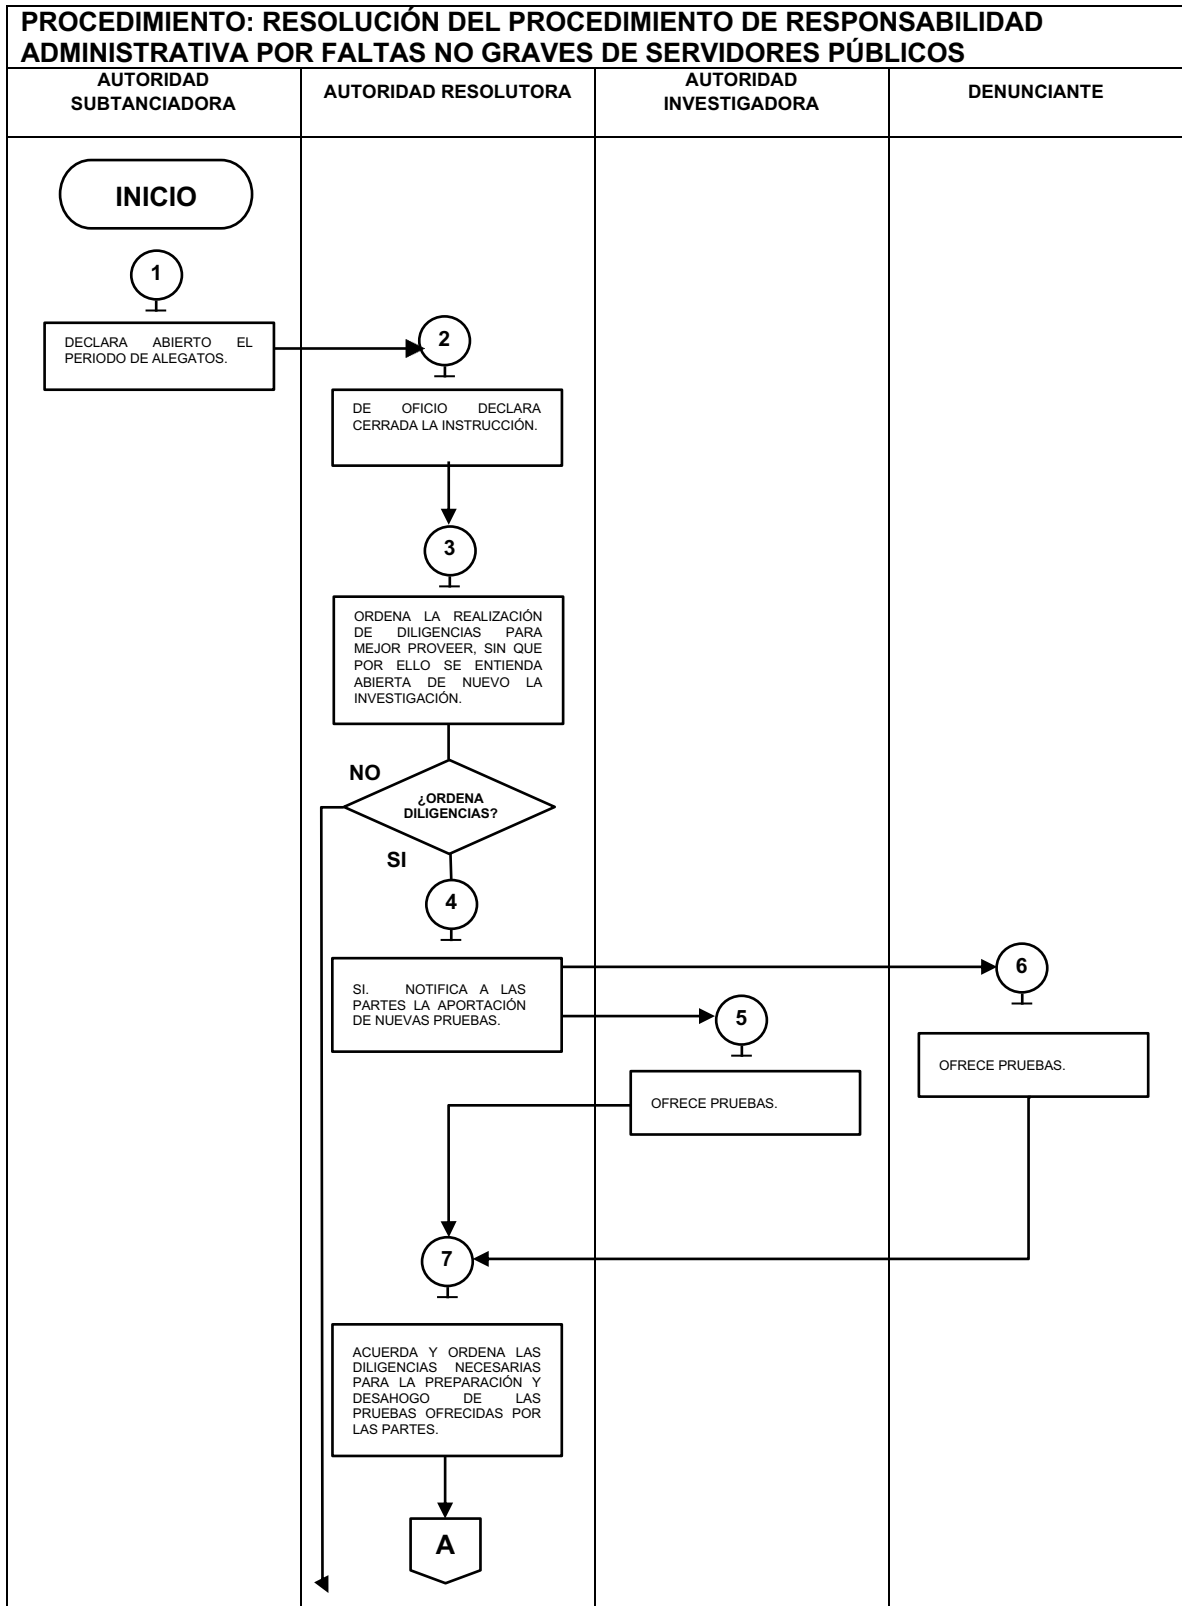 PROCEDIMIENTO: RESOLUCIÓN DEL PROCEDIMIENTO DE RESPONSABILIDAD
ADMINISTRATIVA POR FALTAS NO GRAVES DE SERVIDORES PÚBLICOS
AUTORIDAD
SUBTANCIADORA
AUTORIDAD RESOLUTORA
AUTORIDAD
INVESTIGADORA
DENUNCIANTE
INICIO
1
DECLARA ABIERTO EL
PERIODO DE ALEGATOS.
2
DE OFICIO DECLARA
CERRADA LA INSTRUCCIÓN.
3
ORDENA LA REALIZACIÓN
DE DILIGENCIAS PARA
MEJOR PROVEER, SIN QUE
POR ELLO SE ENTIENDA
ABIERTA DE NUEVO LA
INVESTIGACIÓN.
NO
¿ORDENA
DILIGENCIAS?
SI
4
SI. NOTIFICA A LAS
PARTES LA APORTACIÓN
DE NUEVAS PRUEBAS.
6
5
OFRECE PRUEBAS.
OFRECE PRUEBAS.
7
ACUERDA Y ORDENA LAS
DILIGENCIAS NECESARIAS
PARA LA PREPARACIÓN Y
DESAHOGO DE LAS
PRUEBAS OFRECIDAS POR
LAS PARTES.
A